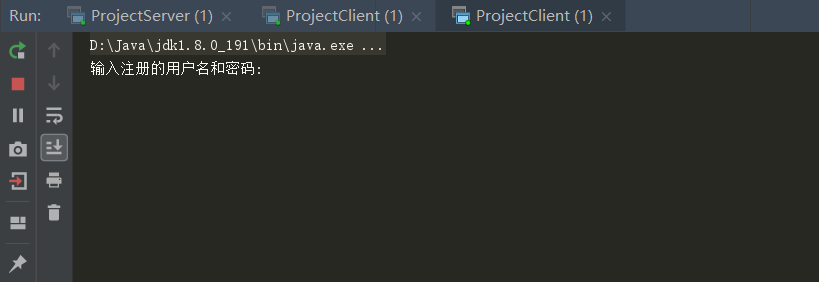 Run: ProjectServer (1) × ProjectClient (1) × ProjectClient (1) ×
D:\Java\jdk1.8.0_191\bin\java.exe ...
输入注册的用户名和密码: